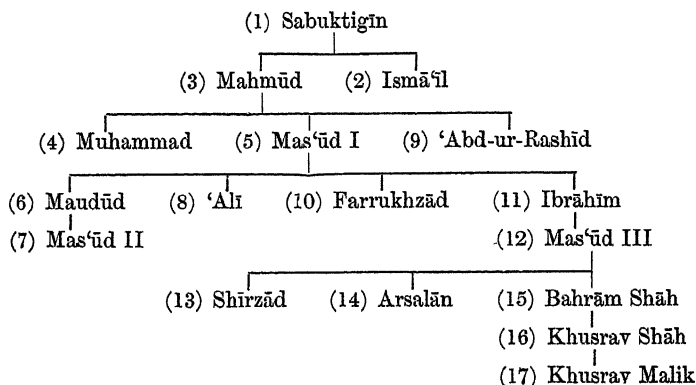 (1) Sabuktigīn
(3) Mahmūd (2) Ismā‘īl
(4) Muhammad (5) Mas‘ūd I (9) ‘Abd-ur-Rashīd
(6) Maudūd (8) ‘Alī (10) Farrukhzād (11) Ibrāhīm
(7) Mas‘ūd II (12) Mas‘ūd III
(13) Shīrzād (14) Arsalān (15) Bahrām Shāh
(16) Khusrav Shāh
(17) Khusrav Malik